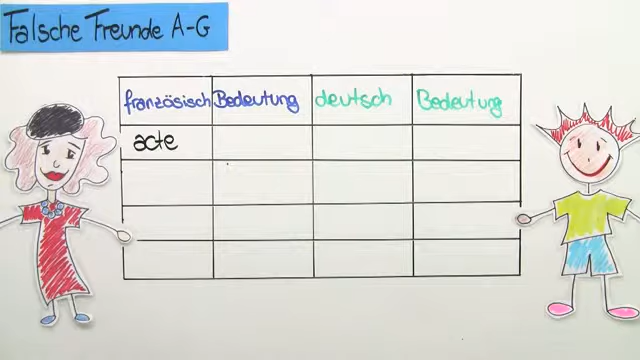 Falsche Freunde A-G
französisch Bedeutung deutsch Bedeutung
acte